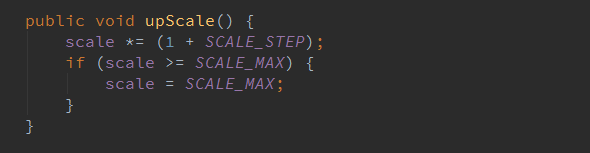 public void upScale() {
    scale *= (1 + SCALE_STEP);
    if (scale >= SCALE_MAX) {
        scale = SCALE_MAX;
    }
}